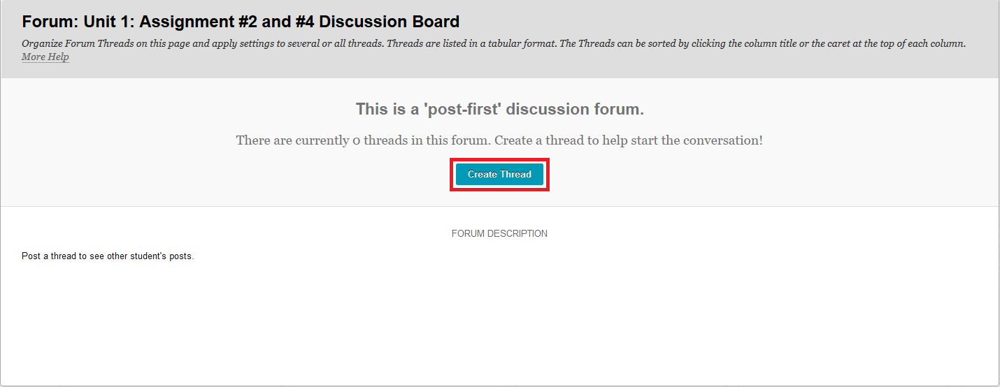 Forum: Unit 1: Assignment #2 and #4 Discussion Board
Organize Forum Threads on this page and apply settings to several or all threads. Threads are listed in a tabular format. The Threads can be sorted by clicking the column title or the caret at the top of each column.
More Help
This is a 'post-first' discussion forum.
There are currently 0 threads in this forum. Create a thread to help start the conversation!
Create Thread
FORUM DESCRIPTION
Post a thread to see other student's posts.